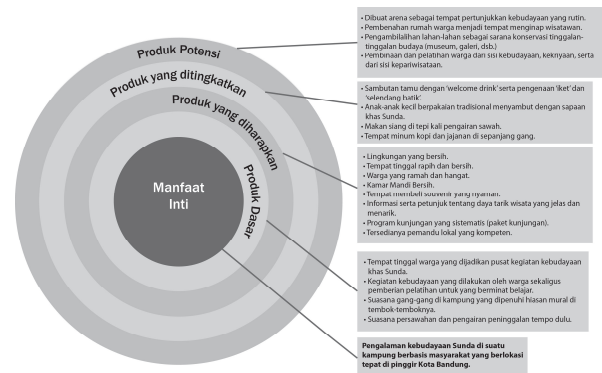 Produk Potensi
Produk yang ditingkatkan
Produk yang diharapkan
Produk Dasar
Manfaat
Inti
• Dibuat arena sebagai tempat pertunjukkan kebudayaan yang rutin.
• Pembenahan rumah warga menjadi tempat menginap wisatawan.
• Pengambilalihan lahan-lahan sebagai sarana konservasi tinggalan-
tinggalan budaya (museum, galeri, dsb.)
• Pembinaan dan pelatihan warga dari sisi kebudayaan, keknyaan, serta
dari sisi kepariwisataan.
• Sambutan tamu dengan 'welcome drink' serta pengenaan 'iket' dan
'selendang batik'.
• Anak-anak kecil berpakaian tradisional menyambut dengan sapaan
khas Sunda.
• Makan siang di tepi kali pengairan sawah.
• Tempat minum kopi dan jajanan di sepanjang gang.
• Lingkungan yang bersih.
• Tempat tinggal rapih dan bersih.
• Warga yang ramah dan hangat.
• Kamar Mandi Bersih.
• Tempat membeli souvenir yang nyaman.
• Informasi serta petunjuk tentang daya tarik wisata yang jelas dan
menarik.
• Program kunjungan yang sistematis (paket kunjungan).
• Tersedianya pemandu lokal yang kompeten.
• Tempat tinggal warga yang dijadikan pusat kegiatan kebudayaan
khas Sunda.
• Kegiatan kebudayaan yang dilakukan oleh warga sekaligus
pemberian pelatihan untuk yang berminat belajar.
• Suasana gang-gang di kampung yang dipenuhi hiasan mural di
tembok-temboknya.
• Suasana persawahan dan pengairan peninggalan tempo dulu.
Pengalaman kebudayaan Sunda di suatu
kampung berbasis masyarakat yang berlokasi
tepat di pinggir Kota Bandung.